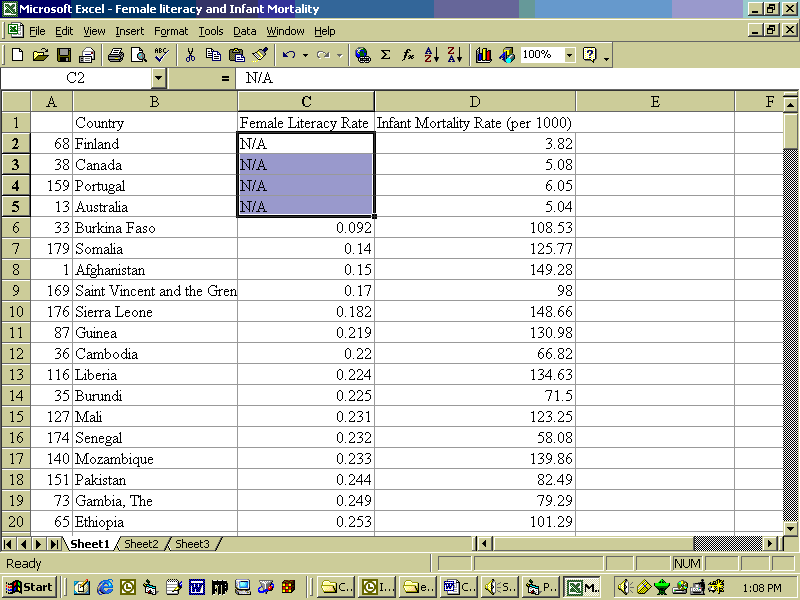 Microsoft Excel - Female literacy and Infant Mortality
File Edit View Insert Format Tools Data Window Help
100%
C2 = N/A
A B C D E F
1 Country Female Literacy Rate Infant Mortality Rate (per 1000)
2 68 Finland N/A 3.82
3 38 Canada N/A 5.08
4 159 Portugal N/A 6.05
5 13 Australia N/A 5.04
6 33 Burkina Faso 0.092 108.53
7 179 Somalia 0.14 125.77
8 1 Afghanistan 0.15 149.28
9 169 Saint Vincent and the Gren 0.17 98
10 176 Sierra Leone 0.182 148.66
11 87 Guinea 0.219 130.98
12 36 Cambodia 0.22 66.82
13 116 Liberia 0.224 134.63
14 35 Burundi 0.225 71.5
15 127 Mali 0.231 123.25
16 174 Senegal 0.232 58.08
17 140 Mozambique 0.233 139.86
18 151 Pakistan 0.244 82.49
19 73 Gambia, The 0.249 79.29
20 65 Ethiopia 0.253 101.29
Sheet1 Sheet2 Sheet3
Ready NUM
Start C.. I... e.. C.. S.. P.. M.. 1:08 PM